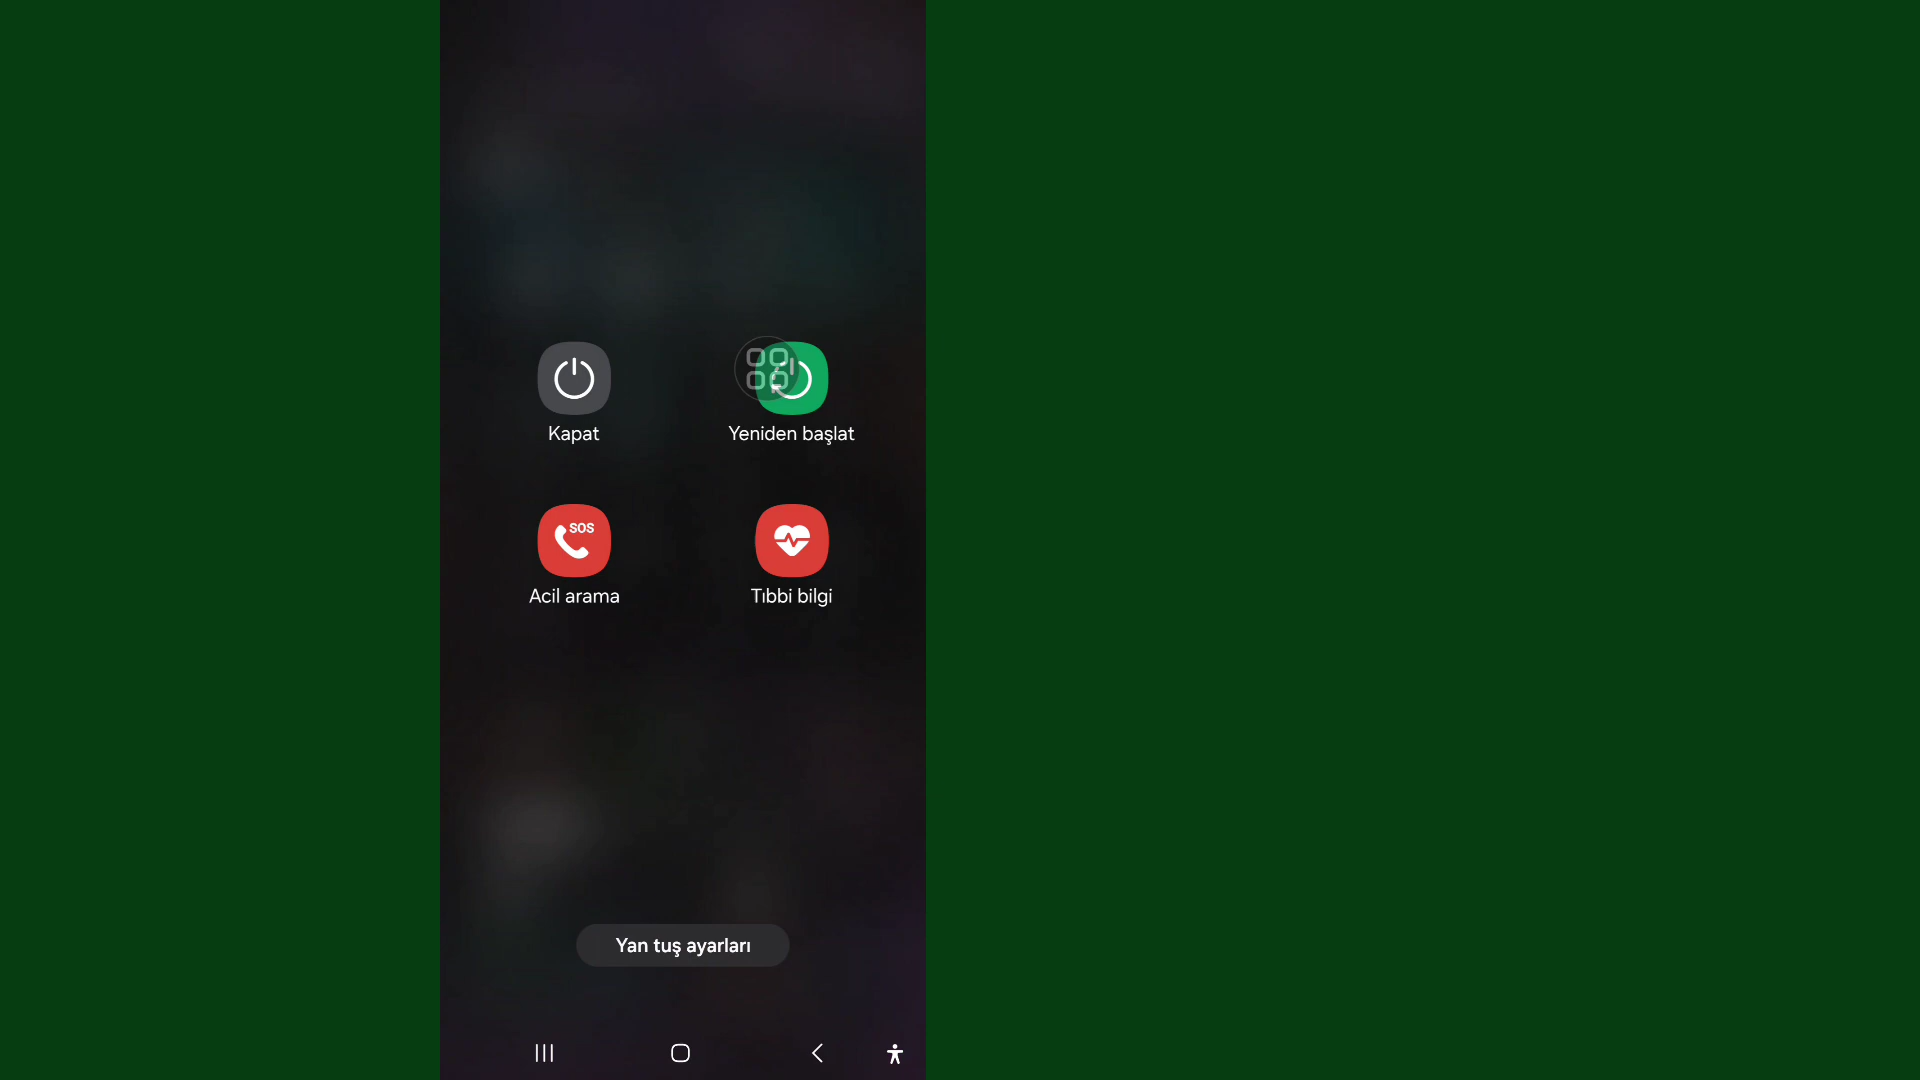 Kapat
Yeniden başlat
SOS
Acil arama
Tıbbi bilgi
Yan tuş ayarları